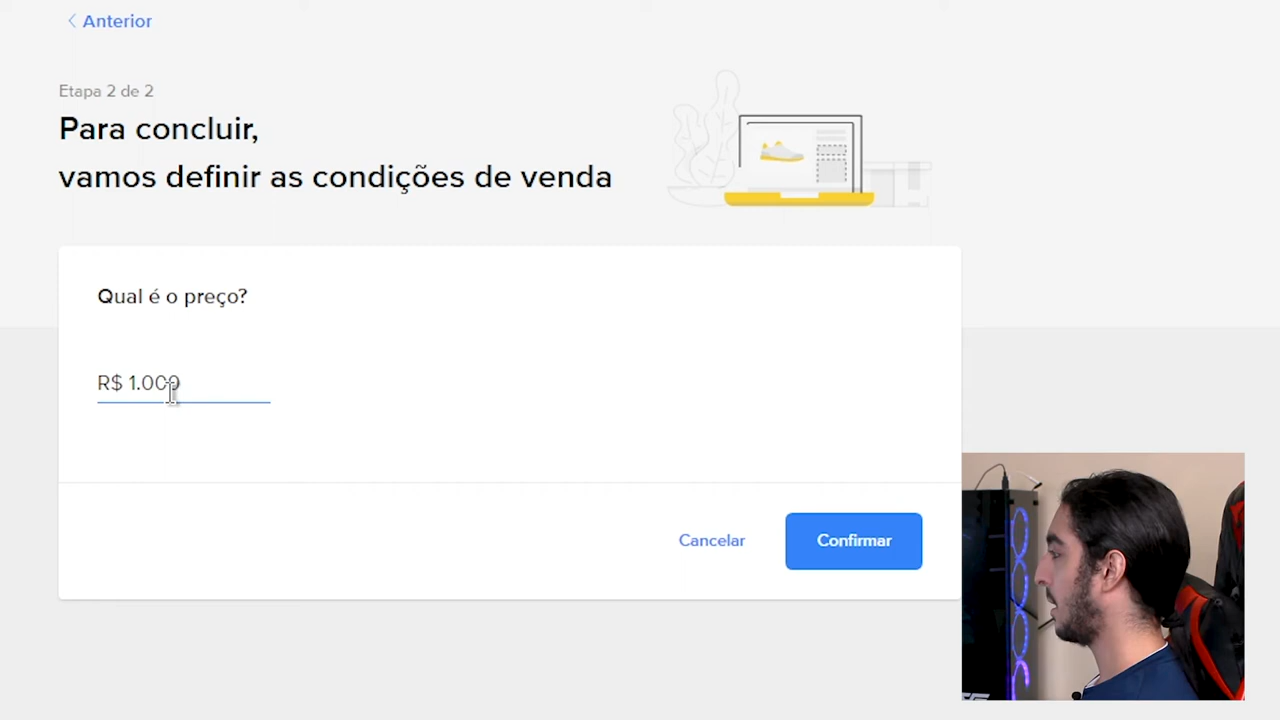 Anterior
Etapa 2 de 2
Para concluir,
vamos definir as condições de venda
Qual é o preço?
R$ 1.000
Cancelar
Confirmar